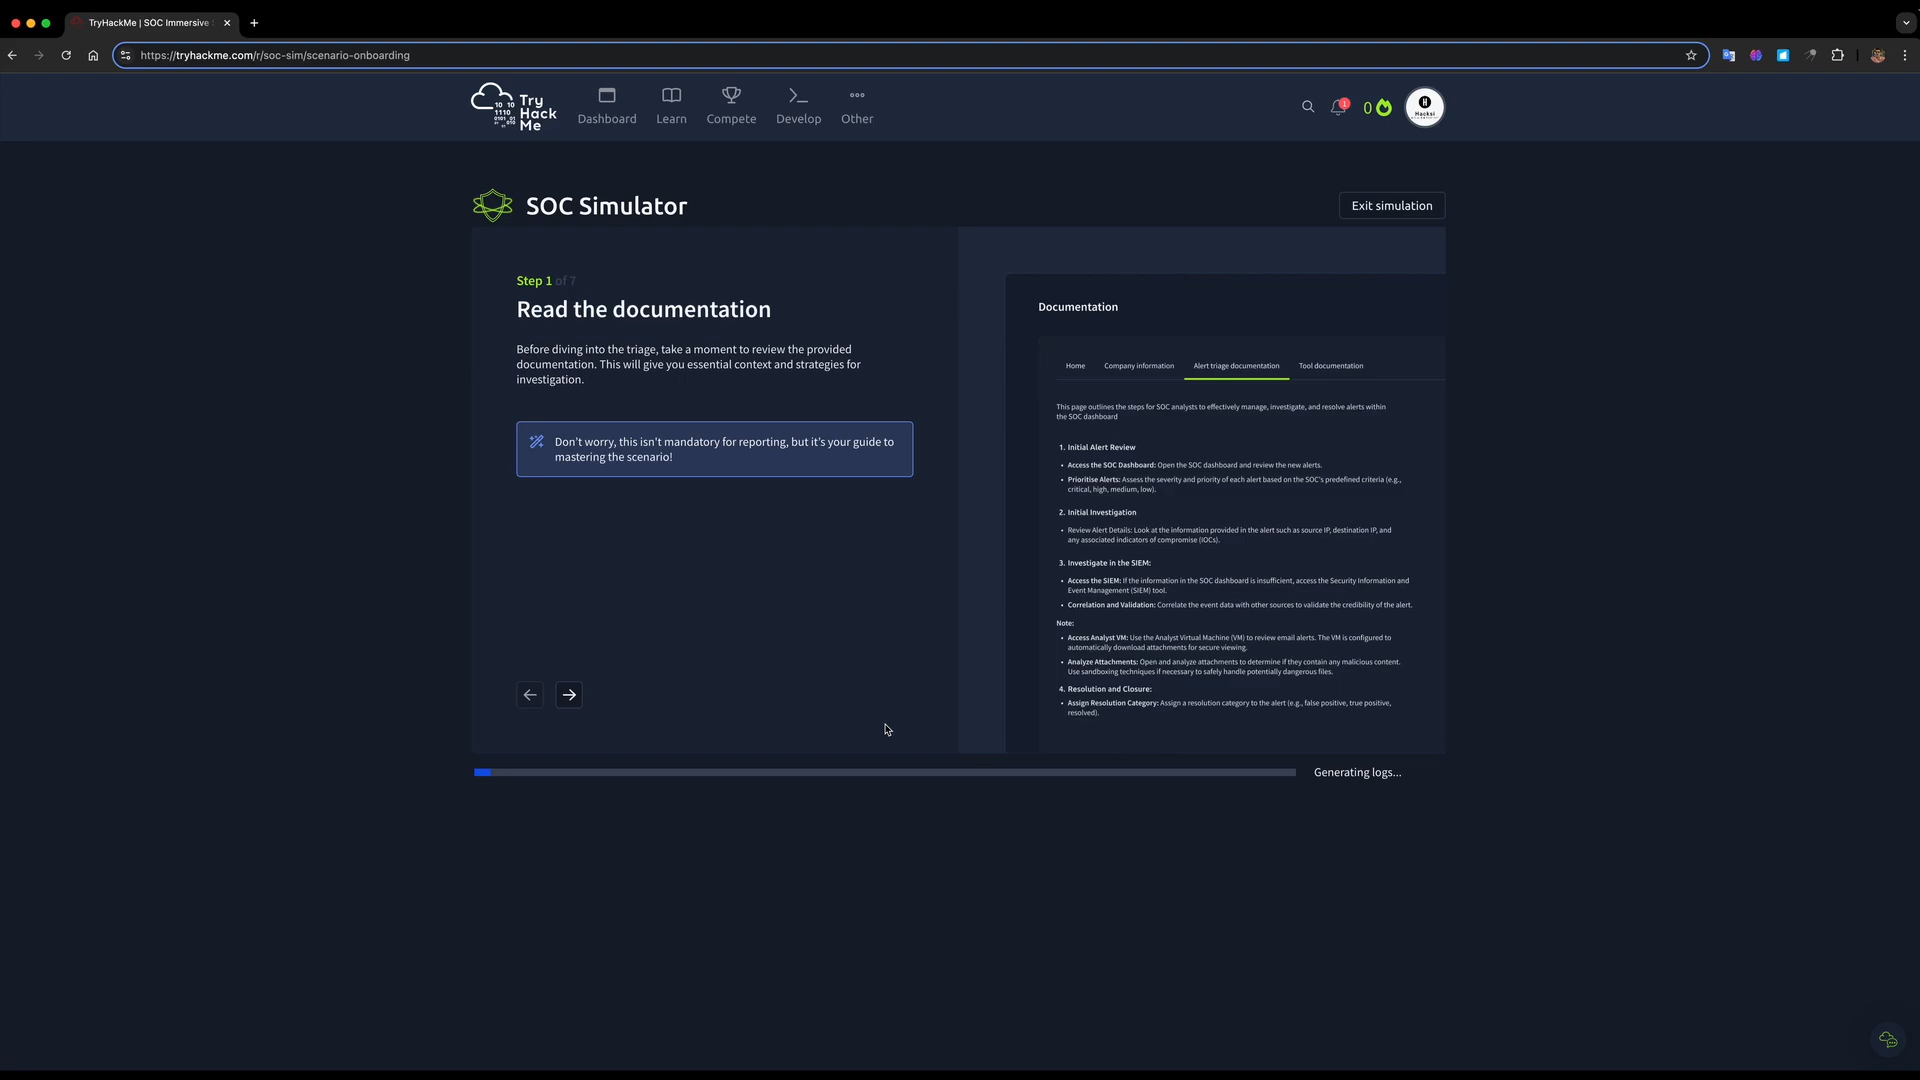 TryHackMe | SOC Immersive
https://tryhackme.com/r/soc-sim/scenario-onboarding
Try
Hack
Me
Dashboard
Learn
Compete
Develop
Other
1
0
Hacksi
SOC Simulator
Exit simulation
Step 1 of 7
Read the documentation
Before diving into the triage, take a moment to review the provided
documentation. This will give you essential context and strategies for
investigation.
Don't worry, this isn't mandatory for reporting, but it's your guide to
mastering the scenario!
Documentation
Home
Company information
Alert triage documentation
Tool documentation
This page outlines the steps for SOC analysts to effectively manage, investigate, and resolve alerts within
the SOC dashboard
1. Initial Alert Review
• Access the SOC Dashboard: Open the SOC dashboard and review the new alerts.
• Prioritise Alerts: Assess the severity and priority of each alert based on the SOC's predefined criteria (e.g.,
critical, high, medium, low).
2. Initial Investigation
• Review Alert Details: Look at the information provided in the alert such as source IP, destination IP, and
any associated indicators of compromise (IOCs).
3. Investigate in the SIEM:
• Access the SIEM: If the information in the SOC dashboard is insufficient, access the Security Information and
Event Management (SIEM) tool.
• Correlation and Validation: Correlate the event data with other sources to validate the credibility of the alert.
Note:
• Access Analyst VM: Use the Analyst Virtual Machine (VM) to review email alerts. The VM is configured to
automatically download attachments for secure viewing.
• Analyze Attachments: Open and analyze attachments to determine if they contain any malicious content.
Use sandboxing techniques if necessary to safely handle potentially dangerous files.
4. Resolution and Closure:
• Assign Resolution Category: Assign a resolution category to the alert (e.g., false positive, true positive,
resolved).
Generating logs...